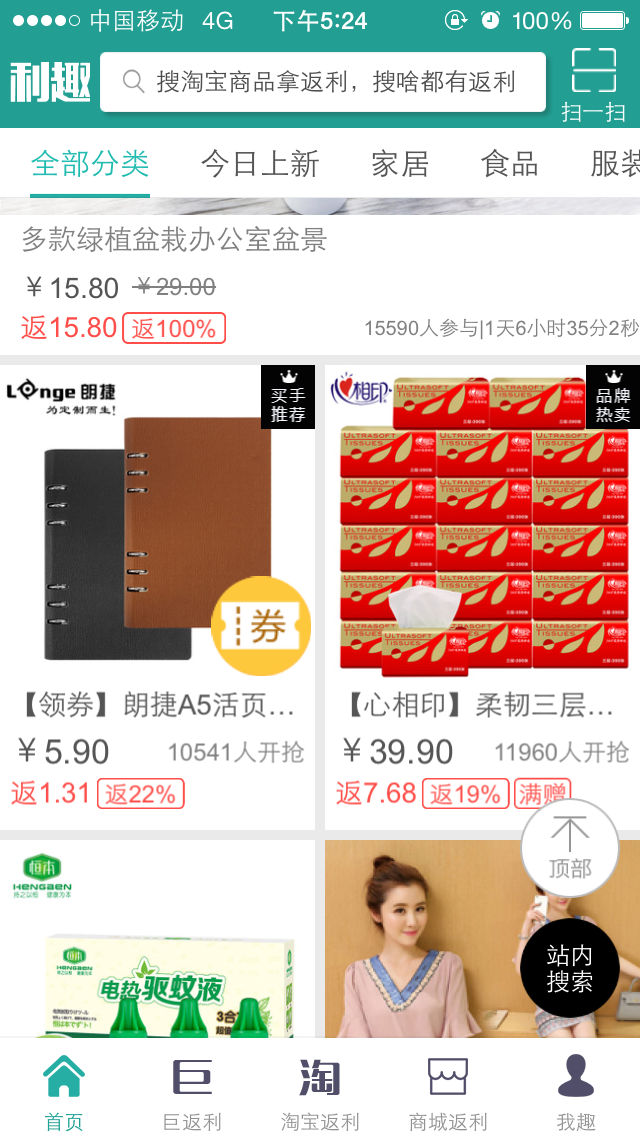 中国移动 4G 下午5:24 100%
利趣
搜淘宝商品拿返利，搜啥都有返利
扫一扫
全部分类 今日上新 家居 食品 服装
多款绿植盆栽办公室盆景
￥15.80 ￥29.00
返15.80 返100% 15590人参与|1天6小时35分2秒
Longe 朗捷
为定制而生!
买手
推荐
券
【领券】朗捷A5活页...
￥5.90 10541人开抢
返1.31 返22%
心相印
品牌
热卖
ULTRASOFT
TISSUES
【心相印】柔韧三层...
￥39.90 11960人开抢
返7.68 返19% 满赠
顶部
恒本
HENGBEN
恒本
HENGBEN
电热驱蚊液
3合
站内
搜索
首页 巨返利 淘宝返利 商城返利 我趣